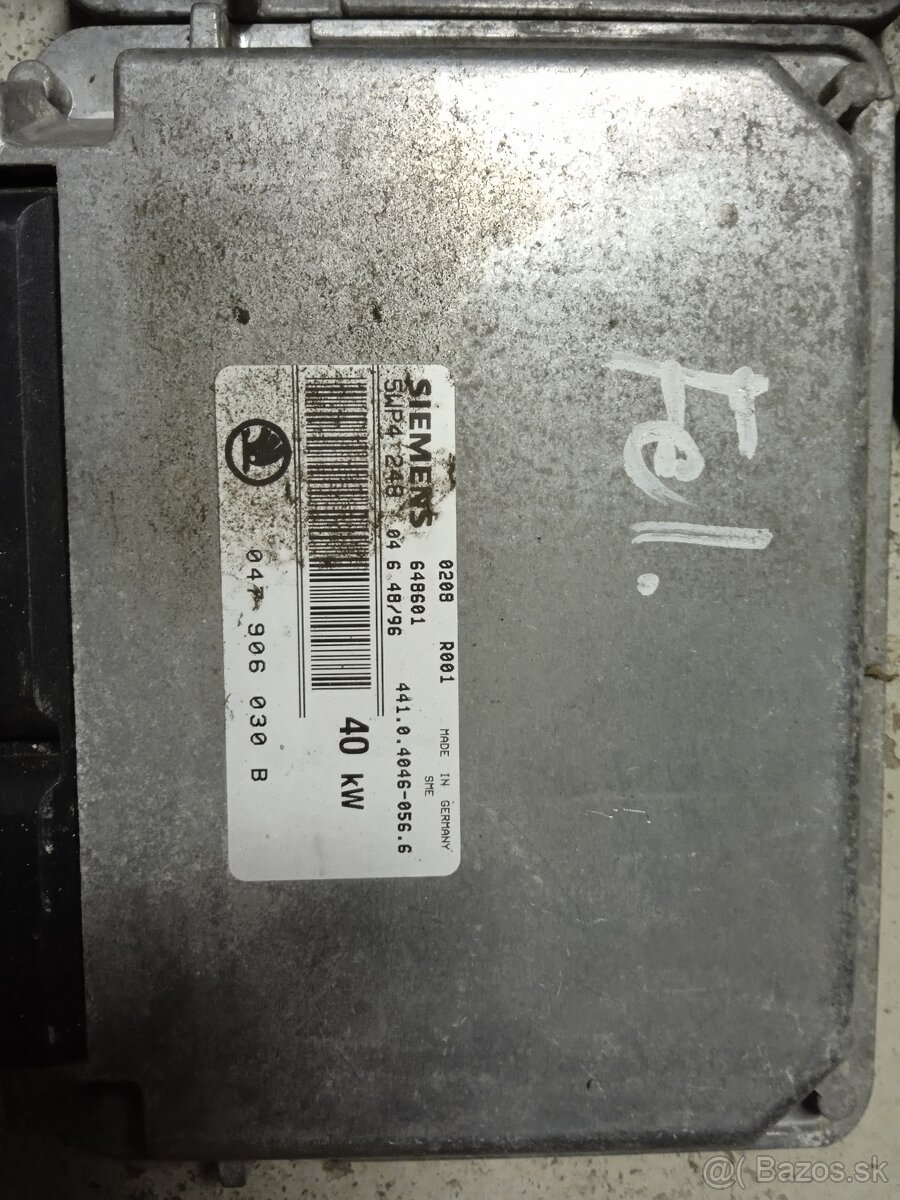 Fel.
0208 R001 MADE IN GERMANY
SIEMENS 648601 SME
5WP4 248 04 6 48/96 441.0.4046-056.6
40 kW
047 906 030 B
@( Bazos.sk